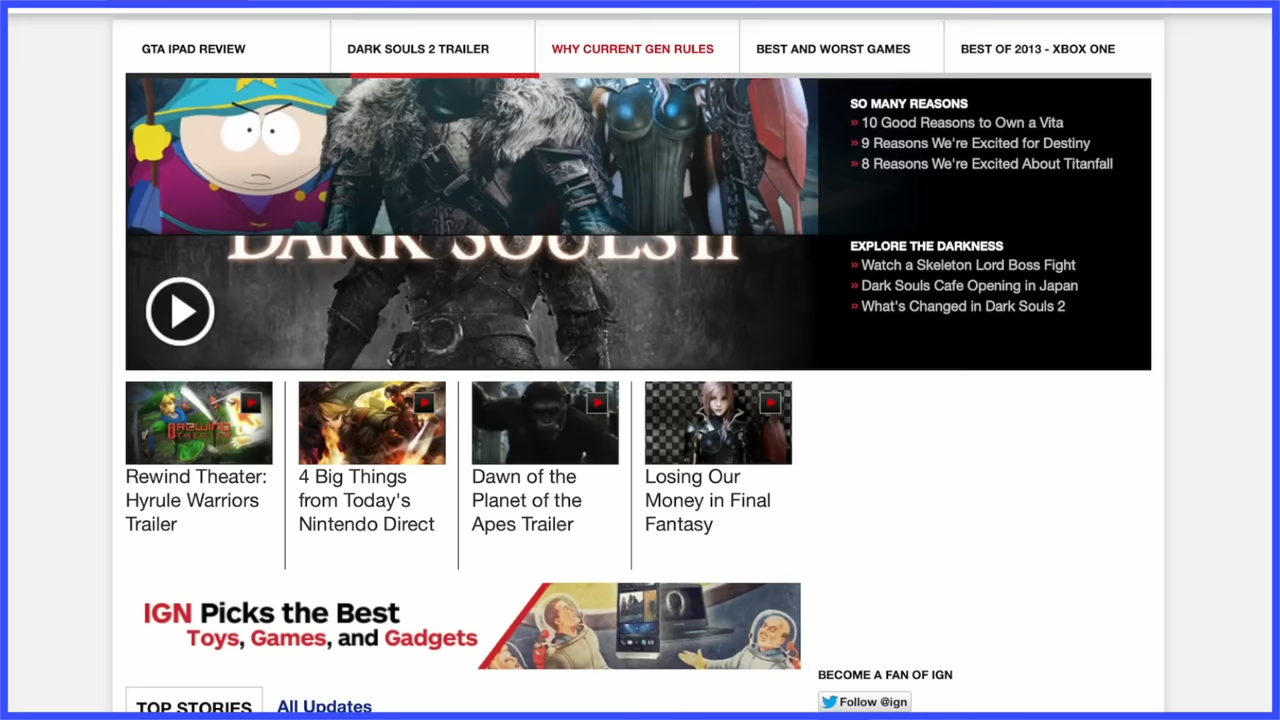 GTA IPAD REVIEW
DARK SOULS 2 TRAILER
WHY CURRENT GEN RULES
BEST AND WORST GAMES
BEST OF 2013 - XBOX ONE
SO MANY REASONS
» 10 Good Reasons to Own a Vita
» 9 Reasons We're Excited for Destiny
» 8 Reasons We're Excited About Titanfall
DARK SOULS II
EXPLORE THE DARKNESS
» Watch a Skeleton Lord Boss Fight
» Dark Souls Cafe Opening in Japan
» What's Changed in Dark Souls 2
Rewind Theater:
Hyrule Warriors
Trailer
4 Big Things
from Today's
Nintendo Direct
Dawn of the
Planet of the
Apes Trailer
Losing Our
Money in Final
Fantasy
IGN Picks the Best
Toys, Games, and Gadgets
BECOME A FAN OF IGN
Follow @ign
TOP STORIES
All Updates